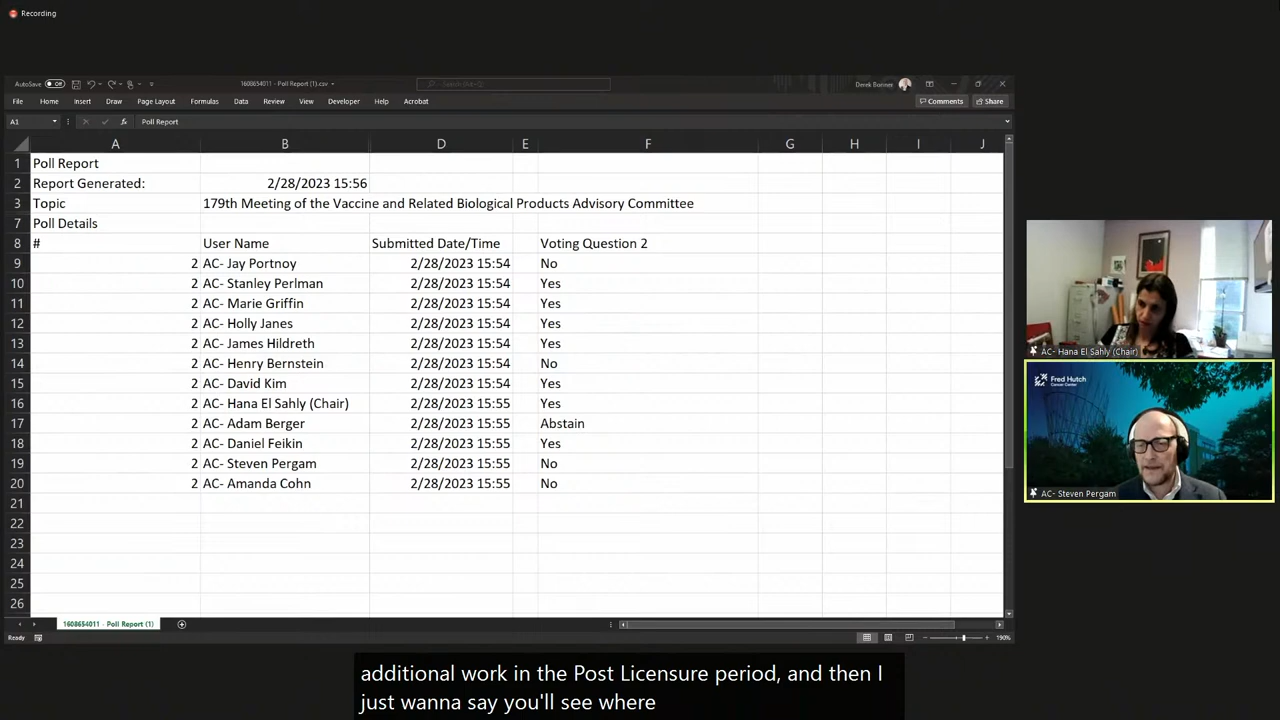 Recording
AutoSave Off
1608654011 - Poll Report (1).csv
Search
Derek Bonner
File Home Insert Draw Page Layout Formulas Data Review View Developer Help Acrobat
Comments Share
A1 fx Poll Report
A B D E F G H I J
1 Poll Report
2 Report Generated: 2/28/2023 15:56
3 Topic 179th Meeting of the Vaccine and Related Biological Products Advisory Committee
7 Poll Details
8 # User Name Submitted Date/Time Voting Question 2
9 2 AC- Jay Portnoy 2/28/2023 15:54 No
10 2 AC- Stanley Perlman 2/28/2023 15:54 Yes
11 2 AC- Marie Griffin 2/28/2023 15:54 Yes
12 2 AC- Holly Janes 2/28/2023 15:54 Yes
13 2 AC- James Hildreth 2/28/2023 15:54 Yes
14 2 AC- Henry Bernstein 2/28/2023 15:54 No
15 2 AC- David Kim 2/28/2023 15:54 Yes
16 2 AC- Hana El Sahly (Chair) 2/28/2023 15:55 Yes
17 2 AC- Adam Berger 2/28/2023 15:55 Abstain
18 2 AC- Daniel Feikin 2/28/2023 15:55 Yes
19 2 AC- Steven Pergam 2/28/2023 15:55 No
20 2 AC- Amanda Cohn 2/28/2023 15:55 No
21
22
23
24
25
26
1608654011 - Poll Report (1)
Ready
190%
AC- Hana El Sahly (Chair)
Fred Hutch
Cancer Center
AC- Steven Pergam
additional work in the Post Licensure period, and then I
just wanna say you'll see where